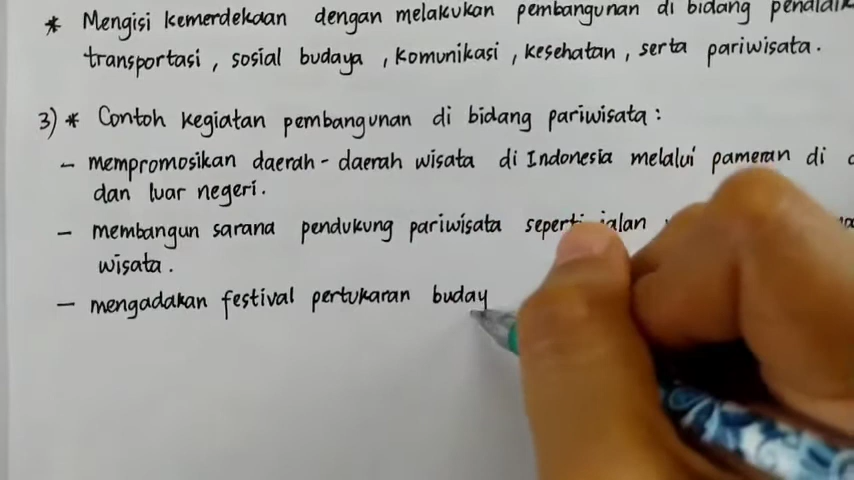 * Mengisi kemerdekaan dengan melakukan pembangunan di bidang
transportasi, sosial budaya, komunikasi, kesehatan, serta pariwisata.
3) * Contoh kegiatan pembangunan di bidang pariwisata:
- mempromosikan daerah-daerah wisata di Indonesia melalui pameran di
dan luar negeri.
- membangun sarana pendukung pariwisata seperti jalan
wisata.
- mengadakan festival pertukaran buday